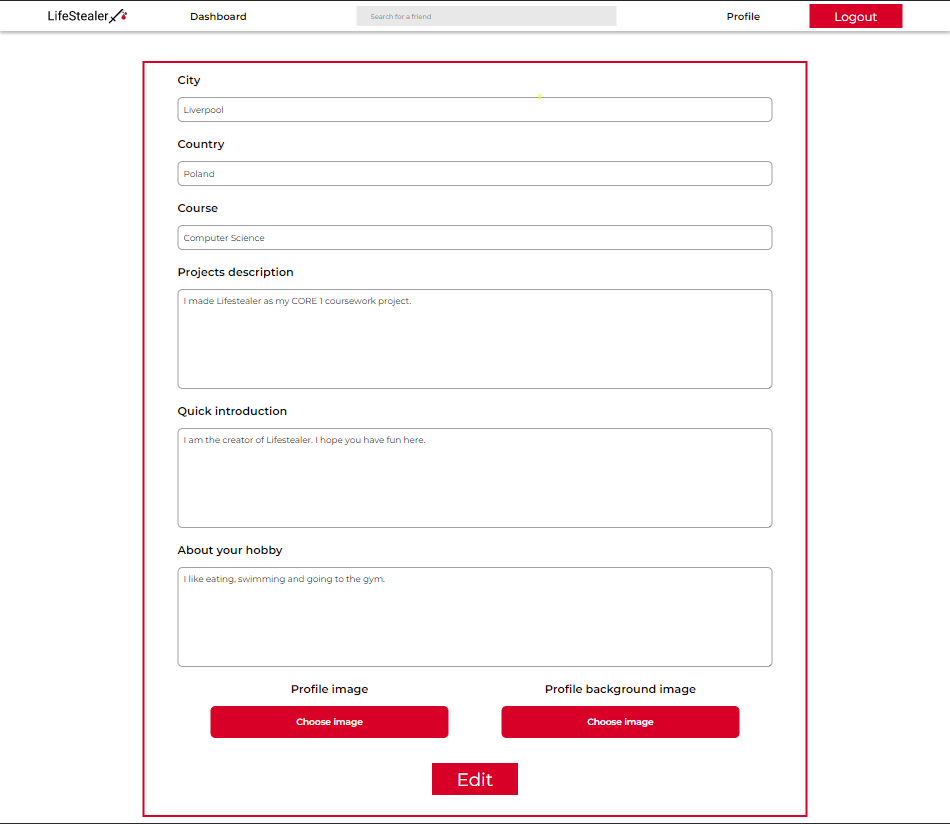 LifeStealer
Dashboard
Search for a friend
Profile
Logout
City
Liverpool
Country
Poland
Course
Computer Science
Projects description
I made Lifestealer as my CORE 1 coursework project.
Quick introduction
I am the creator of Lifestealer. I hope you have fun here.
About your hobby
I like eating, swimming and going to the gym.
Profile image
Profile background image
Choose image
Choose image
Edit